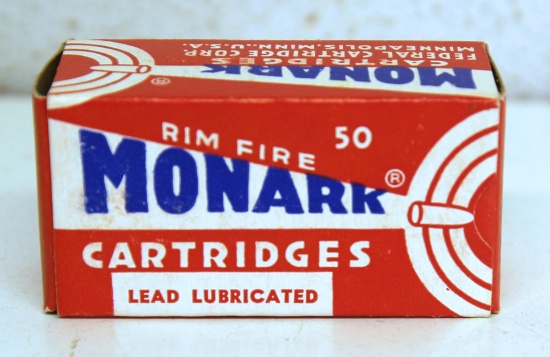 MONARK
CARTRIDGES
FEDERAL CARTRIDGE CORP.
MINNEAPOLIS, MINN., U.S.A.
®
RIM FIRE 50
MONARK®
CARTRIDGES
LEAD LUBRICATED